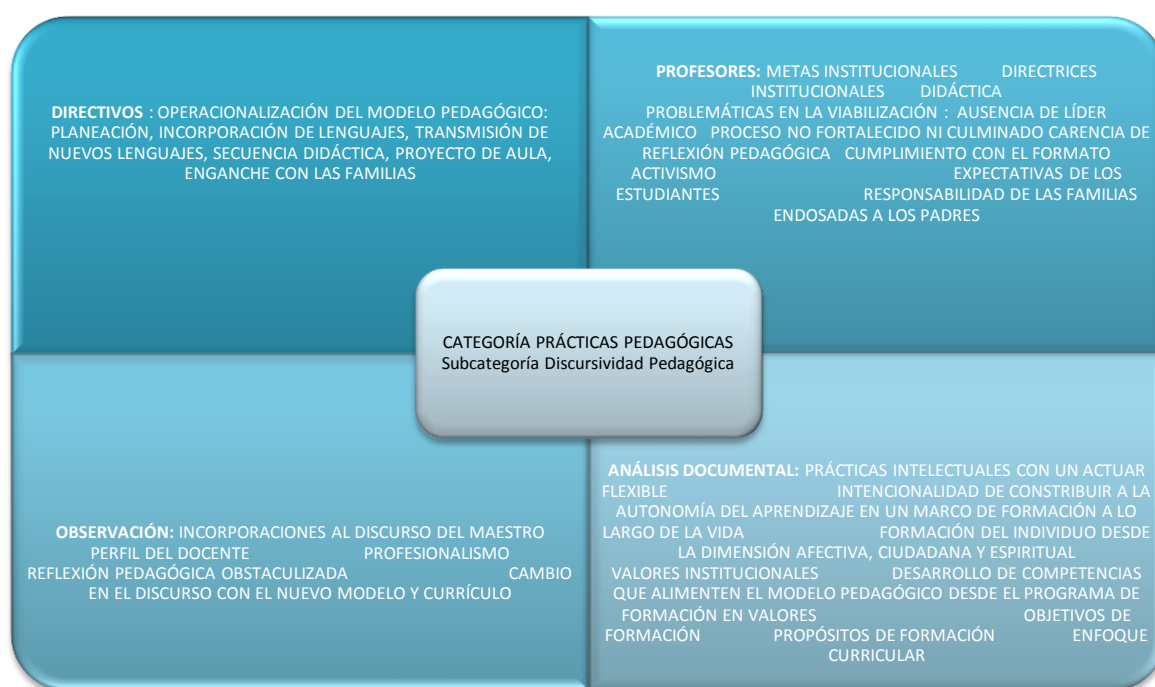 DIRECTIVOS : OPERACIONALIZACIÓN DEL MODELO PEDAGÓGICO:
PLANEACIÓN, INCORPORACIÓN DE LENGUAJES, TRANSMISIÓN DE
NUEVOS LENGUAJES, SECUENCIA DIDÁCTICA, PROYECTO DE AULA,
ENGANCHE CON LAS FAMILIAS
PROFESORES: METAS INSTITUCIONALES DIRECTRICES
INSTITUCIONALES DIDÁCTICA
PROBLEMÁTICAS EN LA VIABILIZACIÓN : AUSENCIA DE LÍDER
ACADÉMICO PROCESO NO FORTALECIDO NI CULMINADO CARENCIA DE
REFLEXIÓN PEDAGÓGICA CUMPLIMIENTO CON EL FORMATO
ACTIVISMO EXPECTATIVAS DE LOS
ESTUDIANTES RESPONSABILIDAD DE LAS FAMILIAS
ENDOSADAS A LOS PADRES
CATEGORÍA PRÁCTICAS PEDAGÓGICAS
Subcategoría Discursividad Pedagógica
OBSERVACIÓN: INCORPORACIONES AL DISCURSO DEL MAESTRO
PERFIL DEL DOCENTE PROFESIONALISMO
REFLEXIÓN PEDAGÓGICA OBSTACULIZADA CAMBIO
EN EL DISCURSO CON EL NUEVO MODELO Y CURRÍCULO
ANÁLISIS DOCUMENTAL: PRÁCTICAS INTELECTUALES CON UN ACTUAR
FLEXIBLE INTENCIONALIDAD DE CONSTRIBUIR A LA
AUTONOMÍA DEL APRENDIZAJE EN UN MARCO DE FORMACIÓN A LO
LARGO DE LA VIDA FORMACIÓN DEL INDIVIDUO DESDE
LA DIMENSIÓN AFECTIVA, CIUDADANA Y ESPIRITUAL
VALORES INSTITUCIONALES DESARROLLO DE COMPETENCIAS
QUE ALIMENTEN EL MODELO PEDAGÓGICO DESDE EL PROGRAMA DE
FORMACIÓN EN VALORES OBJETIVOS DE
FORMACIÓN PROPÓSITOS DE FORMACIÓN ENFOQUE
CURRICULAR